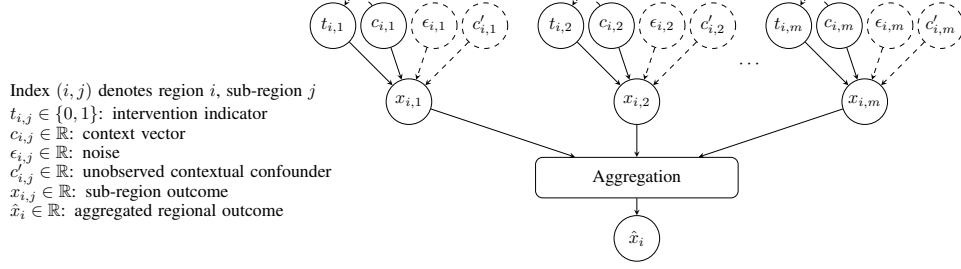 t_{i,1} c_{i,1} ϵ_{i,1} c'_{i,1} t_{i,2} c_{i,2} ϵ_{i,2} c'_{i,2} t_{i,m} c_{i,m} ϵ_{i,m} c'_{i,m}
...
x_{i,1} x_{i,2} x_{i,m}
Aggregation
x̂_i
Index (i, j) denotes region i, sub-region j
t_{i,j} ∈ {0, 1}: intervention indicator
c_{i,j} ∈ ℝ: context vector
ϵ_{i,j} ∈ ℝ: noise
c'_{i,j} ∈ ℝ: unobserved contextual confounder
x_{i,j} ∈ ℝ: sub-region outcome
x̂_i ∈ ℝ: aggregated regional outcome